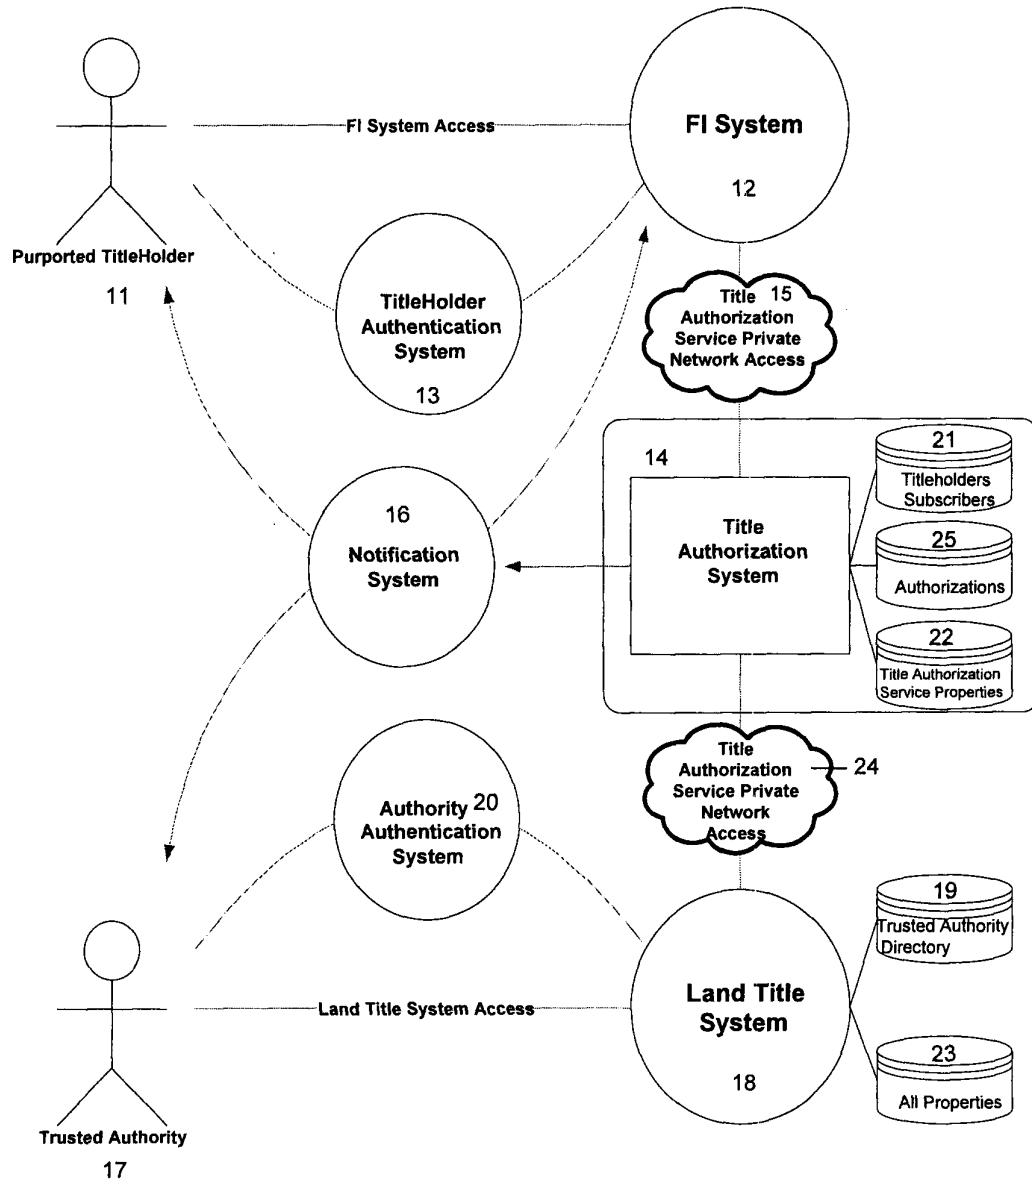 FI System Access
FI System
12
Purported TitleHolder
11
TitleHolder
Authentication
System
13
Title 15
Authorization
Service Private
Network Access
14
Title
Authorization
System
21
Titleholders
Subscribers
25
Authorizations
22
Title Authorization
Service Properties
16
Notification
System
Title
Authorization
Service Private
Network
Access
24
Authority 20
Authentication
System
19
Trusted Authority
Directory
Land Title System Access
Land Title
System
18
23
All Properties
Trusted Authority
17